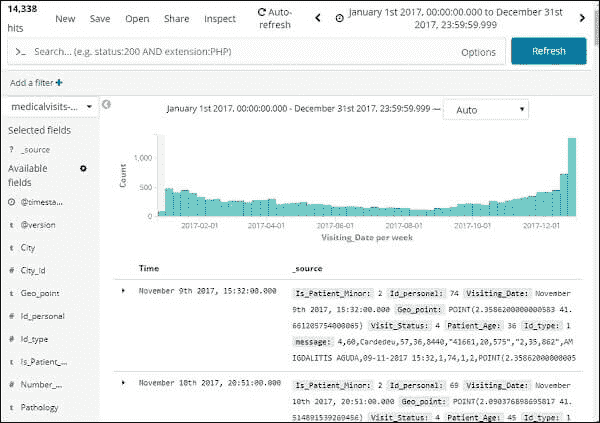 14,338
hits
New Save Open Share Inspect Auto-refresh January 1st 2017, 00:00:00.000 to December 31st 2017, 23:59:59.999
>_ Search... (e.g. status:200 AND extension:PHP) Options Refresh
Add a filter +
medicalvisits-...
January 1st 2017, 00:00:00.000 - December 31st 2017, 23:59:59.999 — Auto
Selected fields
? _source
Available fields
@timesta...
t @version
t City
# City_Id
t Geo_point
# Id_personal
# Id_type
t Is_Patient_...
# Number_...
t Pathology
Count
1,000
500
0
2017-02-01 2017-04-01 2017-06-01 2017-08-01 2017-10-01 2017-12-01
Visiting_Date per week
Time _source
November 9th 2017, 15:32:00.000 Is_Patient_Minor: 2 Id_personal: 74 Visiting_Date: November
9th 2017, 15:32:00.000 Geo_point: POINT(2.3586200000000583 41.
661205754000065) Visit_Status: 4 Patient_Age: 36 Id_type: 1
message: 4,60,Cardedeu,57,36,8440,"41661,20,575","2,35,862",AM
IGDALITIS AGUDA,09-11-2017 15:32,1,74,1,2,POINT(2.35862000000005
November 10th 2017, 20:51:00.000 Is_Patient_Minor: 2 Id_personal: 69 Visiting_Date: November
10th 2017, 20:51:00.000 Geo_point: POINT(2.090376898695817 41.
514891539269456) Visit_Status: 4 Patient_Age: 45 Id_type: 1